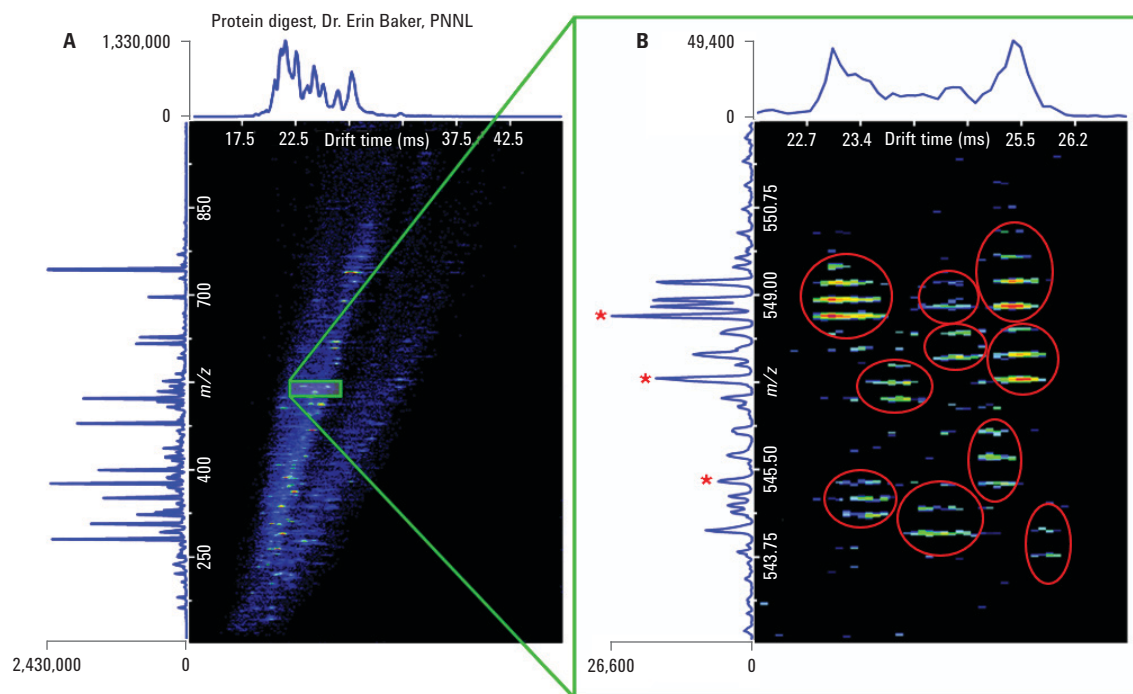 Protein digest, Dr. Erin Baker, PNNL
A
1,330,000
0
17.5 22.5 Drift time (ms) 37.5 42.5
850
700
m/z
400
250
2,430,000 0
B
49,400
0
22.7 23.4 Drift time (ms) 25.5 26.2
550.75
549.00
*
*
m/z
545.50
*
543.75
26,600 0